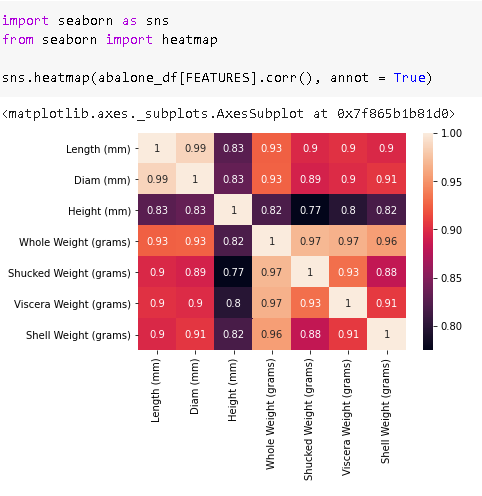 import seaborn as sns
from seaborn import heatmap
sns.heatmap(abalone_df[FEATURES].corr(), annot = True)
<matplotlib.axes._subplots.AxesSubplot at 0x7f865b1b81d0>
Length (mm) 1 0.99 0.83 0.93 0.9 0.9 0.9
Diam (mm) 0.99 1 0.83 0.93 0.89 0.9 0.91
Height (mm) 0.83 0.83 1 0.82 0.77 0.8 0.82
Whole Weight (grams) 0.93 0.93 0.82 1 0.97 0.97 0.96
Shucked Weight (grams) 0.9 0.89 0.77 0.97 1 0.93 0.88
Viscera Weight (grams) 0.9 0.9 0.8 0.97 0.93 1 0.91
Shell Weight (grams) 0.9 0.91 0.82 0.96 0.88 0.91 1
Length (mm)
Diam (mm)
Height (mm)
Whole Weight (grams)
Shucked Weight (grams)
Viscera Weight (grams)
Shell Weight (grams)
1.00
0.95
0.90
0.85
0.80